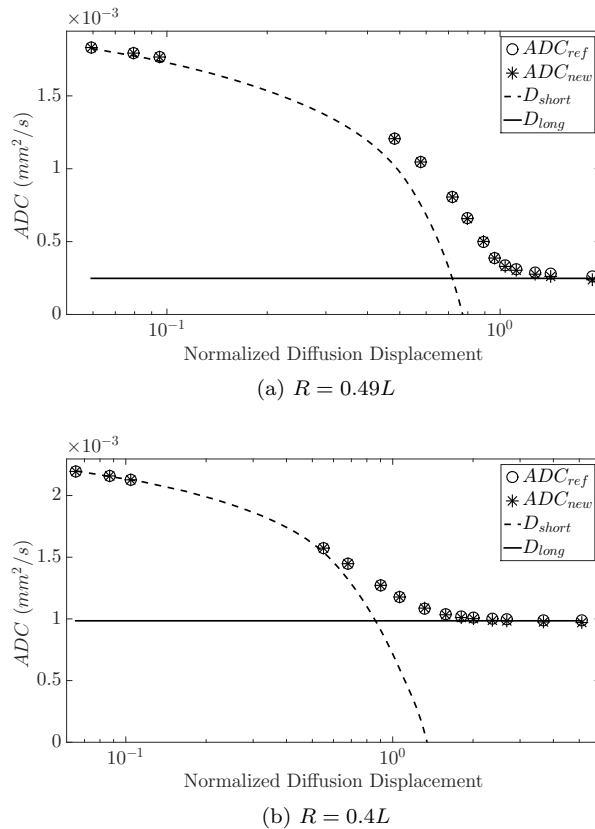 ×10⁻³
ADC (mm²/s)
1.5
1
0.5
0
10⁻¹
10⁰
Normalized Diffusion Displacement
ADC_ref
ADC_new
D_short
D_long
(a) R = 0.49L
×10⁻³
ADC (mm²/s)
2
1.5
1
0.5
0
10⁻¹
10⁰
Normalized Diffusion Displacement
ADC_ref
ADC_new
D_short
D_long
(b) R = 0.4L